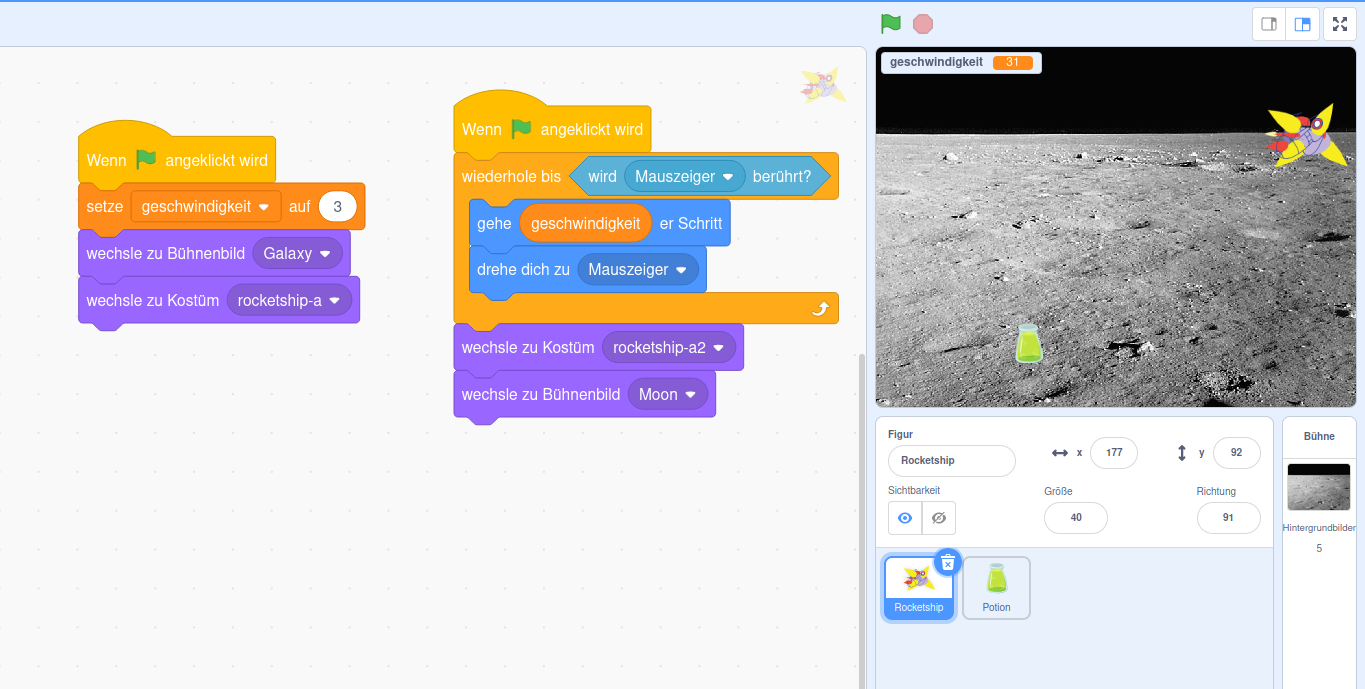 Wenn angeklickt wird
setze geschwindigkeit auf 3
wechsle zu Bühnenbild Galaxy
wechsle zu Kostüm rocketship-a
Wenn angeklickt wird
wiederhole bis wird Mauszeiger berührt?
gehe geschwindigkeit er Schritt
drehe dich zu Mauszeiger
wechsle zu Kostüm rocketship-a2
wechsle zu Bühnenbild Moon
geschwindigkeit 31
Figur
Rocketship
x 177
y 92
Sichtbarkeit
Größe
40
Richtung
91
Rocketship
Potion
Bühne
Hintergrundbilder
5